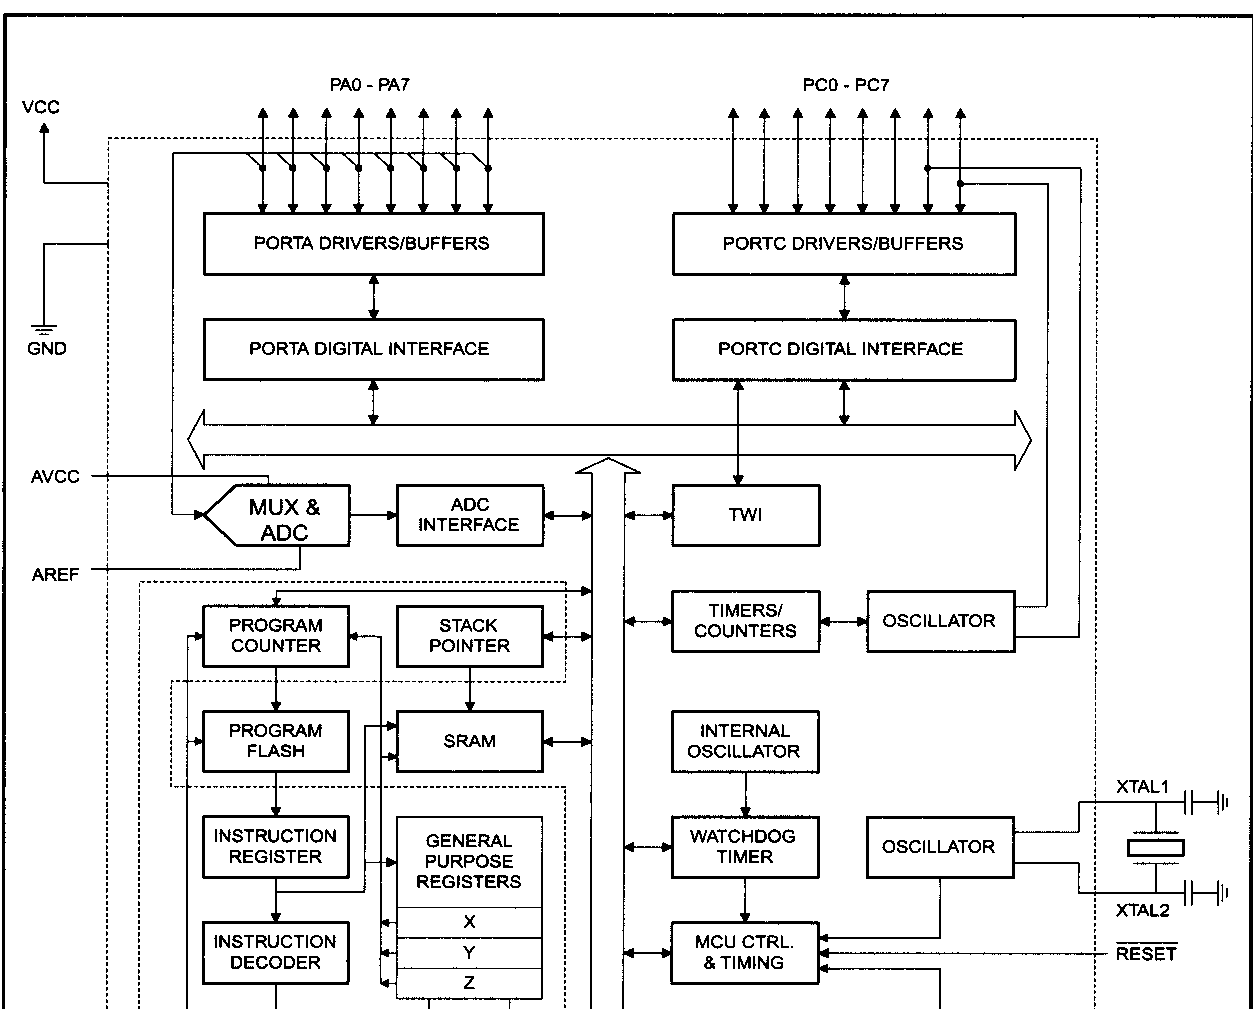 PA0 - PA7
PC0 - PC7
VCC
PORTA DRIVERS/BUFFERS
PORTC DRIVERS/BUFFERS
GND
PORTA DIGITAL INTERFACE
PORTC DIGITAL INTERFACE
AVCC
MUX &
ADC
ADC
INTERFACE
TWI
AREF
PROGRAM
COUNTER
STACK
POINTER
TIMERS/
COUNTERS
OSCILLATOR
PROGRAM
FLASH
SRAM
INTERNAL
OSCILLATOR
XTAL1
INSTRUCTION
REGISTER
GENERAL
PURPOSE
REGISTERS
WATCHDOG
TIMER
OSCILLATOR
XTAL2
X
INSTRUCTION
DECODER
Y
Z
MCU CTRL.
& TIMING
RESET